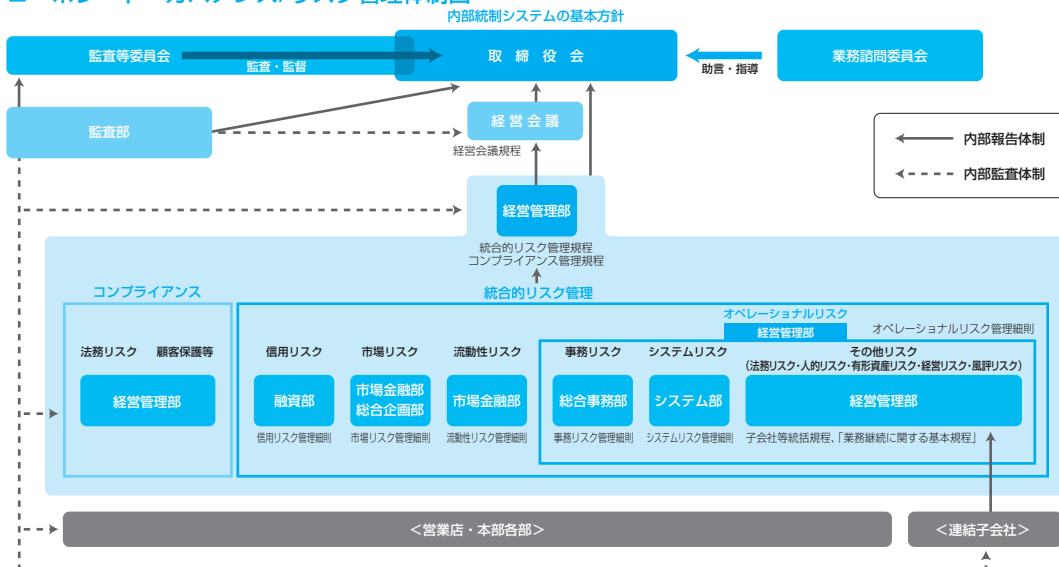 内部統制システムの基本方針
監査等委員会
監査・監督
取締役会
助言・指導
業務諮問委員会
監査部
経営会議
経営会議規程
内部報告体制
内部監査体制
経営管理部
統合的リスク管理規程
コンプライアンス管理規程
コンプライアンス
統合的リスク管理
オペレーショナルリスク
経営管理部
オペレーショナルリスク管理細則
法務リスク 顧客保護等
経営管理部
信用リスク
融資部
信用リスク管理細則
市場リスク
市場金融部
総合企画部
市場リスク管理細則
流動性リスク
市場金融部
流動性リスク管理細則
事務リスク
総合事務部
事務リスク管理細則
システムリスク
システム部
システムリスク管理細則
その他リスク
（法務リスク・人的リスク・有形資産リスク・経営リスク・風評リスク）
経営管理部
子会社等統括規程、「業務継続に関する基本規程」
＜営業店・本部各部＞
＜連結子会社＞